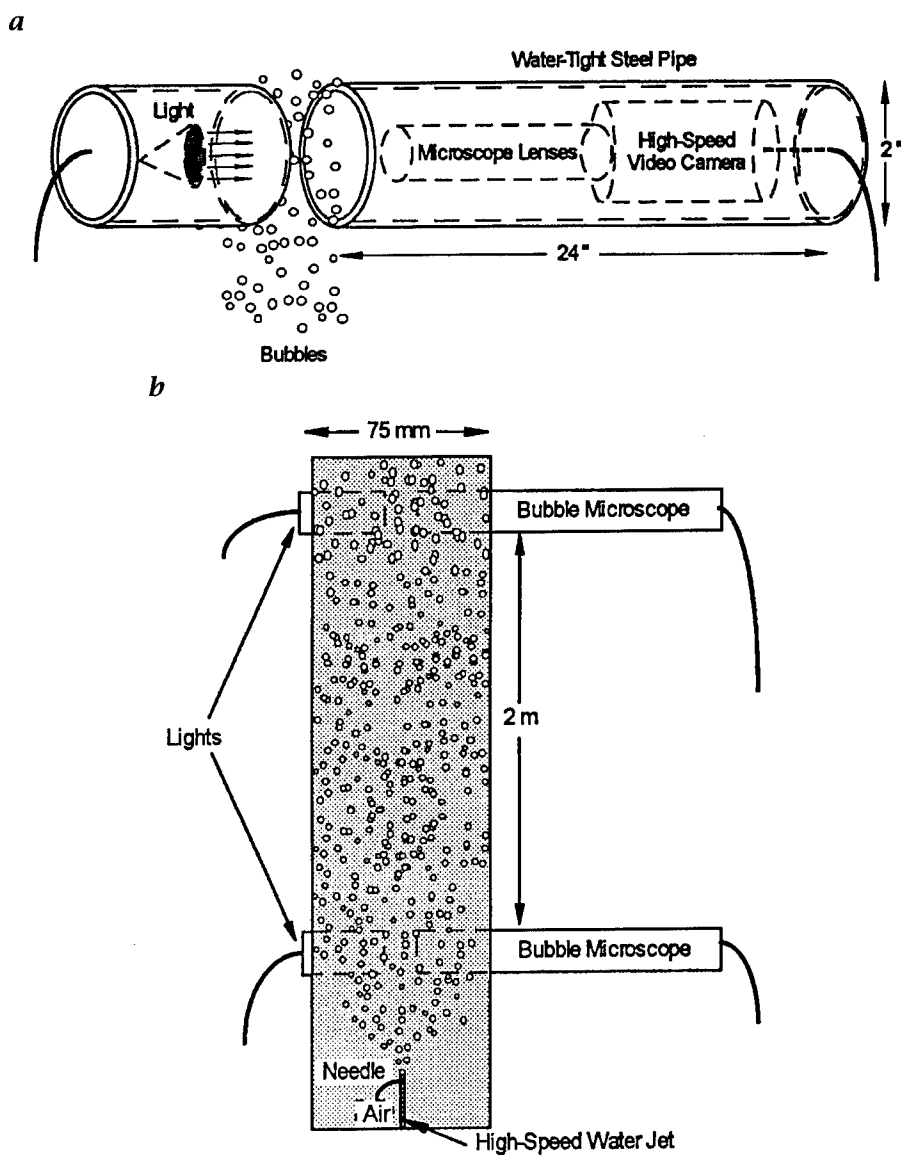 a
Water-Tight Steel Pipe
Light
Microscope Lenses
High-Speed
Video Camera
2"
24"
Bubbles
b
75 mm
Bubble Microscope
Lights
2 m
Bubble Microscope
Needle
Air
High-Speed Water Jet